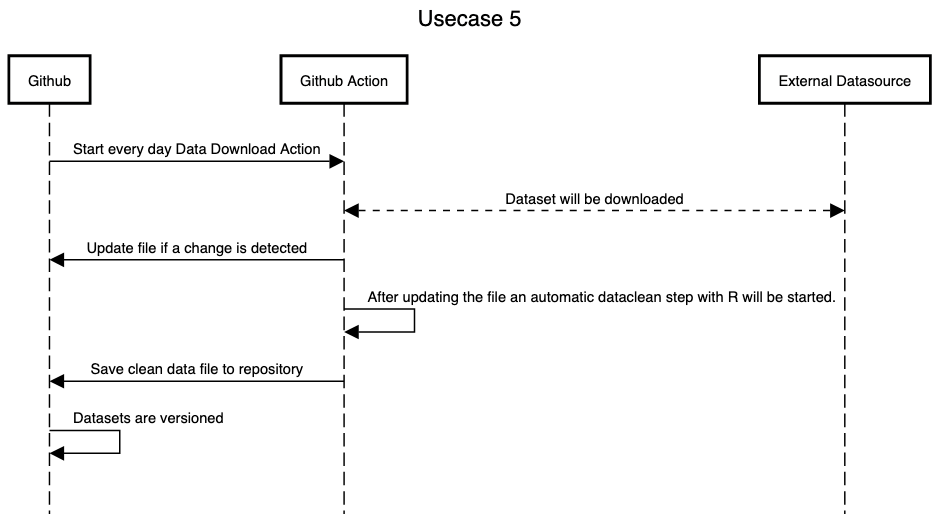 Usecase 5
Github
Github Action
External Datasource
Start every day Data Download Action
Dataset will be downloaded
Update file if a change is detected
After updating the file an automatic dataclean step with R will be started.
Save clean data file to repository
Datasets are versioned